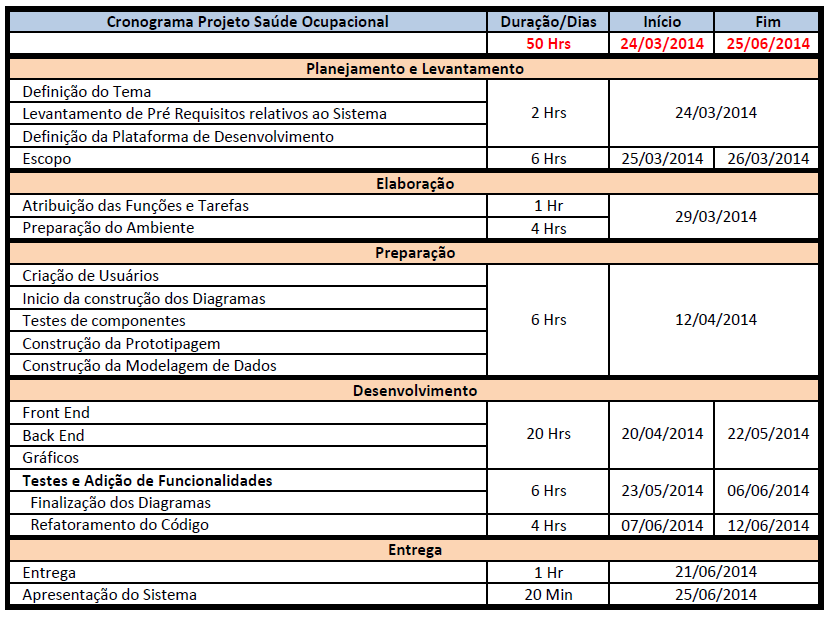 Cronograma Projeto Saúde Ocupacional Duração/Dias Início Fim
50 Hrs 24/03/2014 25/06/2014
Planejamento e Levantamento
Definição do Tema
Levantamento de Pré Requisitos relativos ao Sistema 2 Hrs 24/03/2014
Definição da Plataforma de Desenvolvimento
Escopo 6 Hrs 25/03/2014 26/03/2014
Elaboração
Atribuição das Funções e Tarefas 1 Hr 29/03/2014
Preparação do Ambiente 4 Hrs
Preparação
Criação de Usuários
Inicio da construção dos Diagramas
Testes de componentes 6 Hrs 12/04/2014
Construção da Prototipagem
Construção da Modelagem de Dados
Desenvolvimento
Front End
Back End 20 Hrs 20/04/2014 22/05/2014
Gráficos
Testes e Adição de Funcionalidades 6 Hrs 23/05/2014 06/06/2014
Finalização dos Diagramas
Refatoramento do Código 4 Hrs 07/06/2014 12/06/2014
Entrega
Entrega 1 Hr 21/06/2014
Apresentação do Sistema 20 Min 25/06/2014